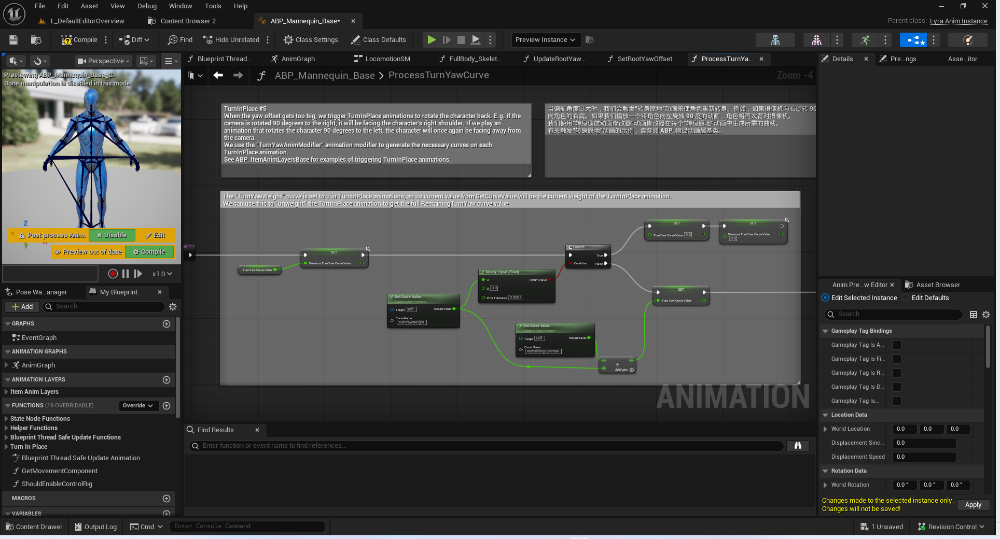 File Edit Asset View Debug Window Tools Help
L_DefaultEditorOverview Content Browser 2 ABP_Mannequin_Base*
Parent class: Lyra Anim Instance
Compile Diff Find Hide Unrelated Class Settings Class Defaults Preview Instance
Perspective
Previewing ABP_Mannequin_Base_C.
Bone manipulation is disabled in this mode.
Z
Y
Post process Anim: Disable Edit
Preview out of date Compile
x1.0
Pose Wa...anager My Blueprint
Add Search
GRAPHS
EventGraph
ANIMATION GRAPHS
AnimGraph
ANIMATION LAYERS
Item Anim Layers
FUNCTIONS (19 OVERRIDABLE) Override
State Node Functions
Helper Functions
Blueprint Thread Safe Update Functions
Turn In Place
Blueprint Thread Safe Update Animation
GetMovementComponent
ShouldEnableControlRig
MACROS
VARIABLES
Blueprint Thread... AnimGraph LocomotionSM FullBody_Skelet... UpdateRootYaw... SetRootYawOffset ProcessTurnYa...
ABP_Mannequin_Base > ProcessTurnYawCurve
Zoom -4
TurnInPlace #5
When the yaw offset gets too big, we trigger TurnInPlace animations to rotate the character back. E.g. if the
camera is rotated 90 degrees to the right, it will be facing the character's right shoulder. If we play an
animation that rotates the character 90 degrees to the left, the character will once again be facing away from
the camera.
We use the "TurnYawAnimModifier" animation modifier to generate the necessary curves on each
TurnInPlace animation.
See ABP_ItemAnimLayersBase for examples of triggering TurnInPlace animations.
当偏航角度过大时，我们会触发“转身原地”动画来使角色重新转身。例如，如果摄像机向右旋转 90
向角色的右肩。如果我们播放一个将角色向左旋转 90 度的动画，角色将再次背对摄像机。
我们使用“转身偏航动画修改器”动画修改器在每个“转身原地”动画中生成所需的曲线。
有关触发“转身原地”动画的示例，请参阅 ABP_物品动画层基类。
The "TurnYawWeight" curve is set to 1 in TurnInPlace animations, so its current value from GetCurveValue will be the current weight of the TurnInPlace animation.
We can use this to "unweight" the TurnInPlace animation to get the full RemainingTurnYaw curve value.
SET
Turn Yaw Curve Value 0.0
SET
Previous Turn Yaw Curve Value
0.0
SET
Previous Turn Yaw Curve Value
Turn Yaw Curve Value
Branch
True
Condition False
Nearly Equal (Float)
A Return Value
B 0.0
Error Tolerance 0.0001
SET
Turn Yaw Curve Value
Get Curve Value
Target is Anim Instance
Target self Return Value
Curve Name
TurnYawWeight
Get Curve Value
Target is Anim Instance
Target self Return Value
Curve Name
RemainingTurnYaw
÷
Add pin
ANIMATION
Find Results
Enter function or event name to find references...
Details Pre...ngs Asse...itor
Anim Pre...w Editor Asset Browser
Edit Selected Instance Edit Defaults
Search
Gameplay Tag Bindings
Gameplay Tag Is A...
Gameplay Tag Is Fi...
Gameplay Tag Is R...
Gameplay Tag Is D...
Gameplay Tag Is...
Location Data
World Location 0.0 0.0 0.0
Displacement Sinc... 0.0
Displacement Speed 0.0
Rotation Data
World Rotation 0.0 ° 0.0 ° 0.0 °
Changes made to the selected instance only.
Changes will not be saved!
Apply
Content Drawer Output Log Cmd Enter Console Command 1 Unsaved Revision Control